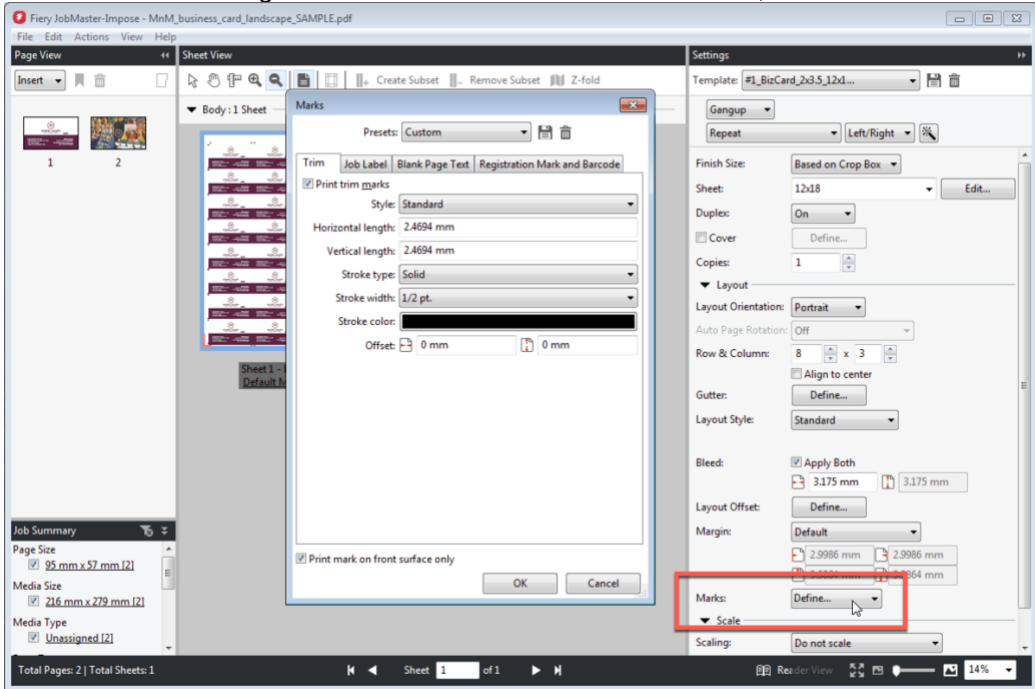 Fiery JobMaster-Impose - MnM_business_card_landscape_SAMPLE.pdf
File Edit Actions View Help
Page View
Insert
1 2
Job Summary
Page Size
95 mm x 57 mm [2]
Media Size
216 mm x 279 mm [2]
Media Type
Unassigned [2]
Sheet View
Create Subset Remove Subset Z-fold
Body : 1 Sheet
Sheet 1 -
Default M
Marks
Presets: Custom
Trim Job Label Blank Page Text Registration Mark and Barcode
Print trim marks
Style: Standard
Horizontal length: 2.4694 mm
Vertical length: 2.4694 mm
Stroke type: Solid
Stroke width: 1/2 pt.
Stroke color:
Offset: 0 mm 0 mm
Print mark on front surface only
OK Cancel
Settings
Template: #1_BizCard_2x3.5_12x1...
Gangup
Repeat Left/Right
Finish Size: Based on Crop Box
Sheet: 12x18 Edit...
Duplex: On
Cover Define...
Copies: 1
Layout
Layout Orientation: Portrait
Auto Page Rotation: Off
Row & Column: 8 x 3
Align to center
Gutter: Define...
Layout Style: Standard
Bleed: Apply Both
3.175 mm 3.175 mm
Layout Offset: Define...
Margin: Default
2.9986 mm 2.9986 mm
Marks: Define...
Scale
Scaling: Do not scale
Total Pages: 2 | Total Sheets: 1 Sheet 1 of 1 Reader View 14%